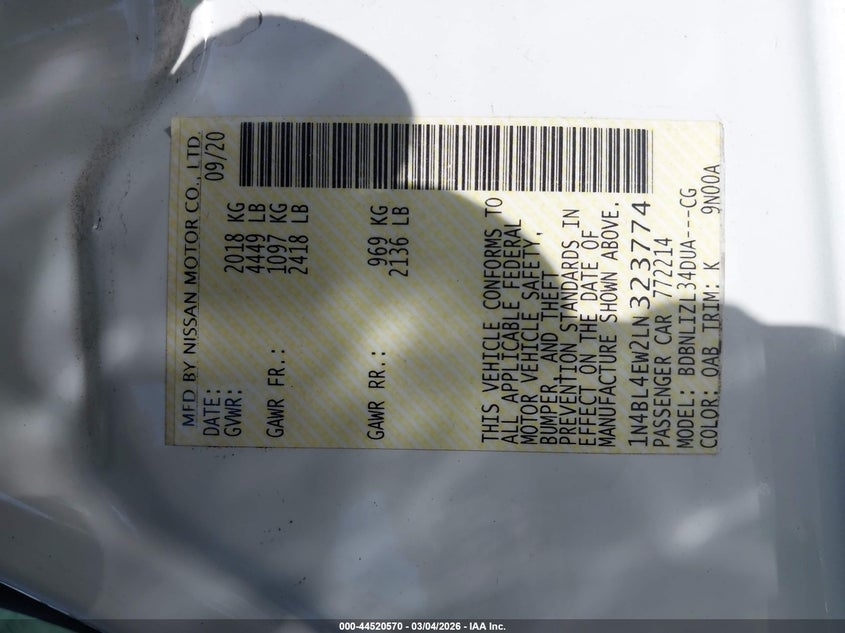 MFD BY NISSAN MOTOR CO., LTD.
DATE: 09/20
GVWR: 2018 KG
4449 LB
GAWR FR.: 1097 KG
2418 LB
GAWR RR.: 969 KG
2136 LB
THIS VEHICLE CONFORMS TO
ALL APPLICABLE FEDERAL
MOTOR VEHICLE SAFETY,
BUMPER, AND THEFT
PREVENTION STANDARDS IN
EFFECT ON THE DATE OF
MANUFACTURE SHOWN ABOVE.
1N4BL4EW2LN323774
PASSENGER CAR 772214
MODEL: BDBNLIZL34DUA---CG
COLOR: QAB TRIM: K 9N00A
000-44520570 - 03/04/2026 - IAA Inc.